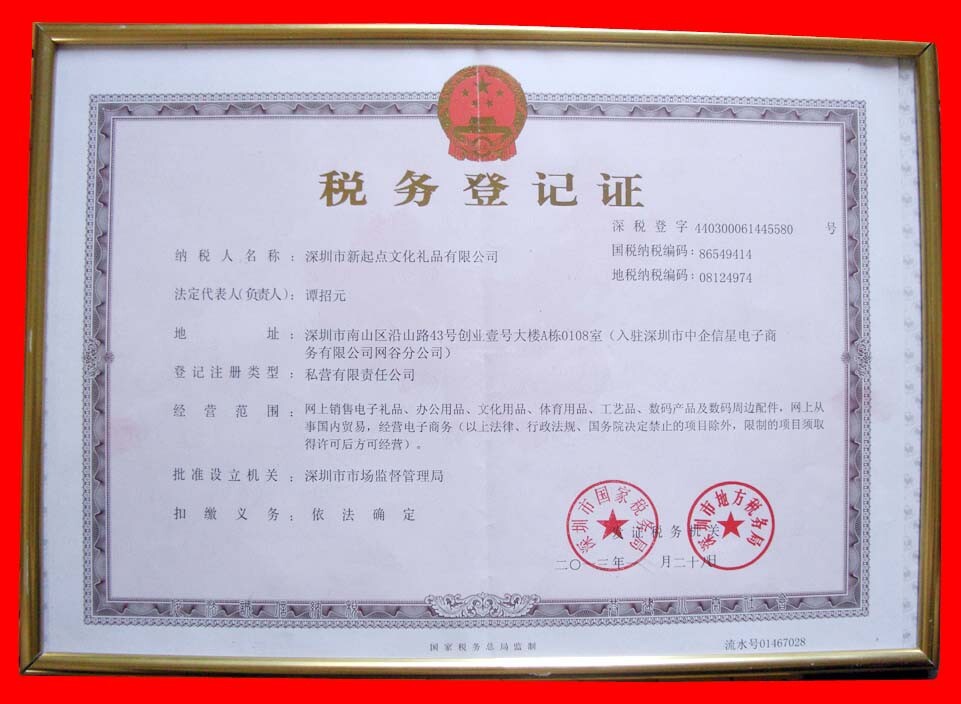 税务登记证
深税登字 440300061445580 号
国税纳税编码：86549414
地税纳税编码：08124974
纳税人名称：深圳市新起点文化礼品有限公司
法定代表人(负责人)：谭招元
地址：深圳市南山区沿山路43号创业壹号大楼A栋0108室（入驻深圳市中企信星电子商
务有限公司网谷分公司）
登记注册类型：私营有限责任公司
经营范围：网上销售电子礼品、办公用品、文化用品、体育用品、工艺品、数码产品及数码周边配件，网上从
事国内贸易，经营电子商务（以上法律、行政法规、国务院决定禁止的项目除外，限制的项目须取
得许可后方可经营）。
批准设立机关：深圳市市场监督管理局
扣缴义务：依法确定
深圳市国家税务局
深圳市地方税务局
发证税务机关
二〇一三年 月二十八日
国家税务总局监制
流水号01467028